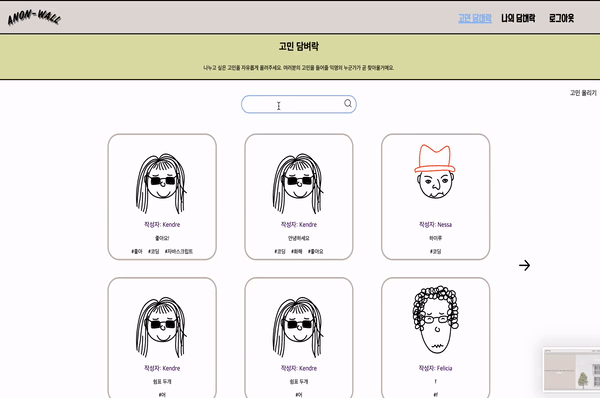 ANON-WALL
고민 담벼락 나의 담벼락 로그아웃
고민 담벼락
나누고 싶은 고민을 자유롭게 올려주세요. 여러분의 고민을 들어줄 익명의 누군가가 곧 찾아올거예요.
고민 올리기
작성자: Kendre
좋아요!
#좋아 #코딩 #자바스크립트
작성자: Kendre
안녕하세요
#코딩 #화해 #좋아요
작성자: Nessa
하이루
#코딩
작성자: Kendre
쉼표 두개
#어
작성자: Kendre
쉼표 두개
#어
작성자: Felicia
f
#f